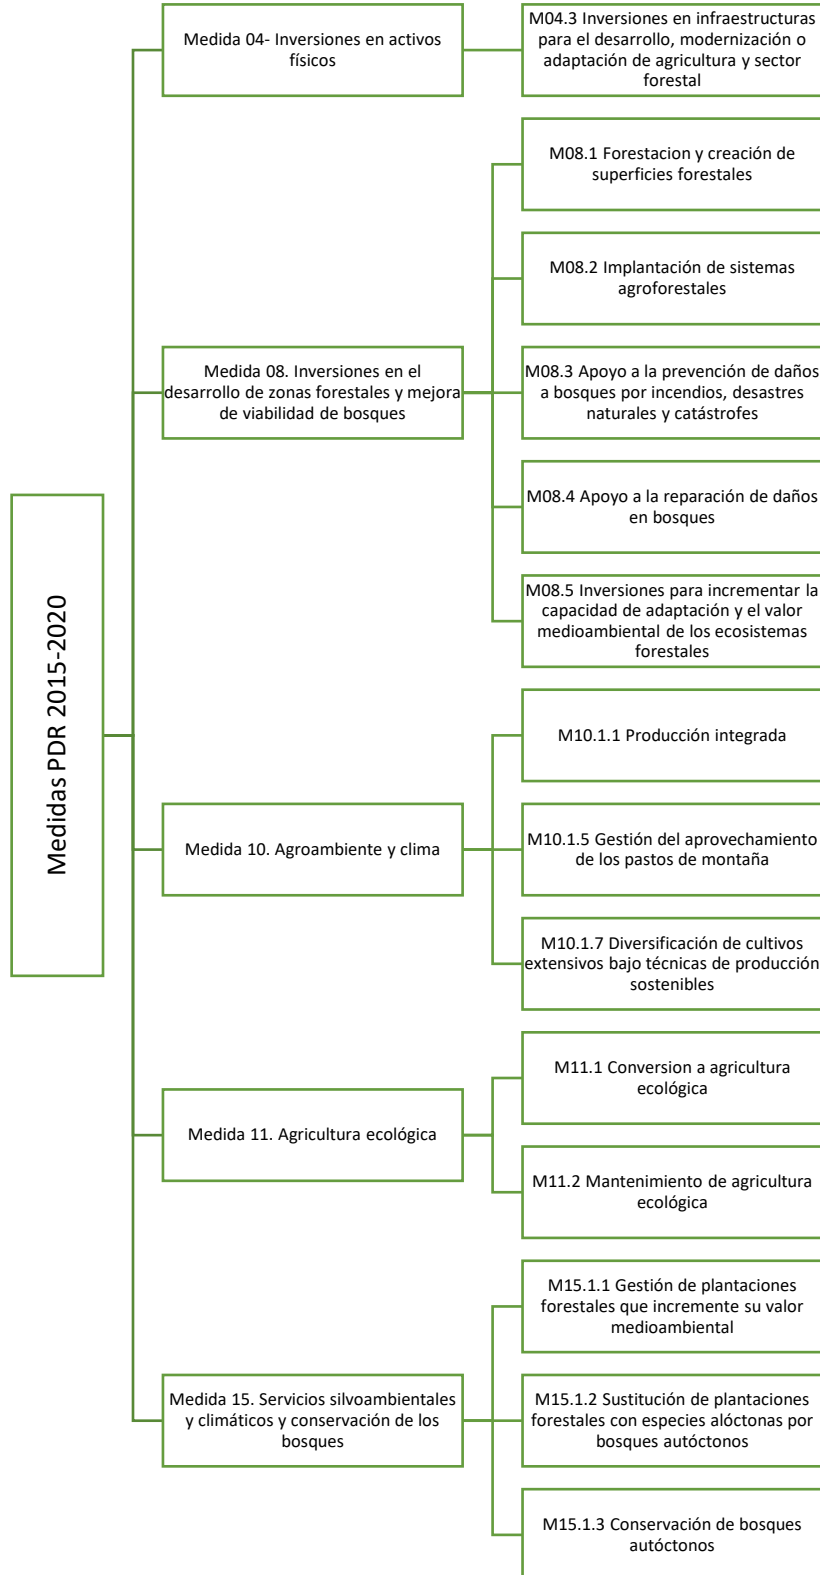 Medidas PDR 2015-2020
Medida 04- Inversiones en activos
físicos
M04.3 Inversiones en infraestructuras
para el desarrollo, modernización o
adaptación de agricultura y sector
forestal
Medida 08. Inversiones en el
desarrollo de zonas forestales y mejora
de viabilidad de bosques
M08.1 Forestacion y creación de
superficies forestales
M08.2 Implantación de sistemas
agroforestales
M08.3 Apoyo a la prevención de daños
a bosques por incendios, desastres
naturales y catástrofes
M08.4 Apoyo a la reparación de daños
en bosques
M08.5 Inversiones para incrementar la
capacidad de adaptación y el valor
medioambiental de los ecosistemas
forestales
Medida 10. Agroambiente y clima
M10.1.1 Producción integrada
M10.1.5 Gestión del aprovechamiento
de los pastos de montaña
M10.1.7 Diversificación de cultivos
extensivos bajo técnicas de producción
sostenibles
Medida 11. Agricultura ecológica
M11.1 Conversion a agricultura
ecológica
M11.2 Mantenimiento de agricultura
ecológica
Medida 15. Servicios silvoambientales
y climáticos y conservación de los
bosques
M15.1.1 Gestión de plantaciones
forestales que incremente su valor
medioambiental
M15.1.2 Sustitución de plantaciones
forestales con especies alóctonas por
bosques autóctonos
M15.1.3 Conservación de bosques
autóctonos